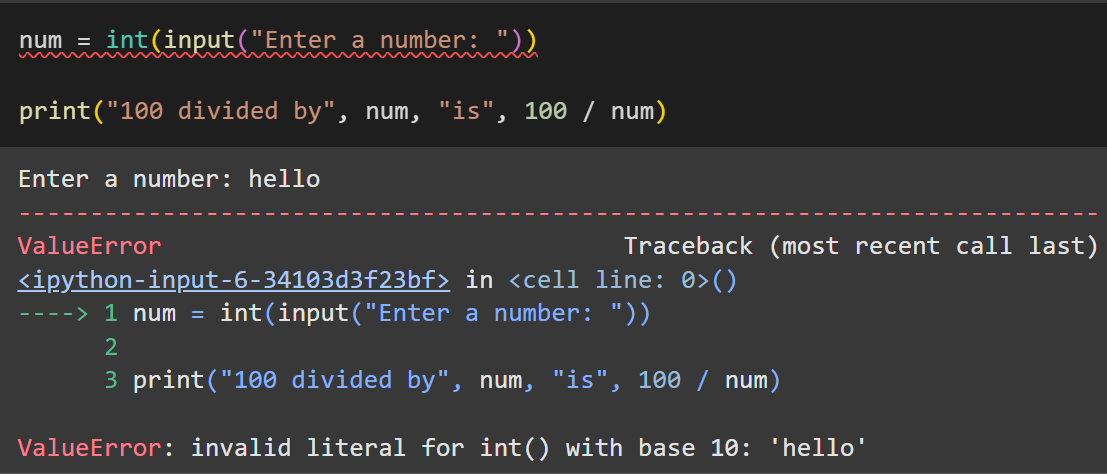 num = int(input("Enter a number: "))
print("100 divided by", num, "is", 100 / num)
Enter a number: hello
---------------------------------------------------------------------------
ValueError                                Traceback (most recent call last)
<ipython-input-6-34103d3f23bf> in <cell line: 0>()
----> 1 num = int(input("Enter a number: "))
      2
      3 print("100 divided by", num, "is", 100 / num)
ValueError: invalid literal for int() with base 10: 'hello'